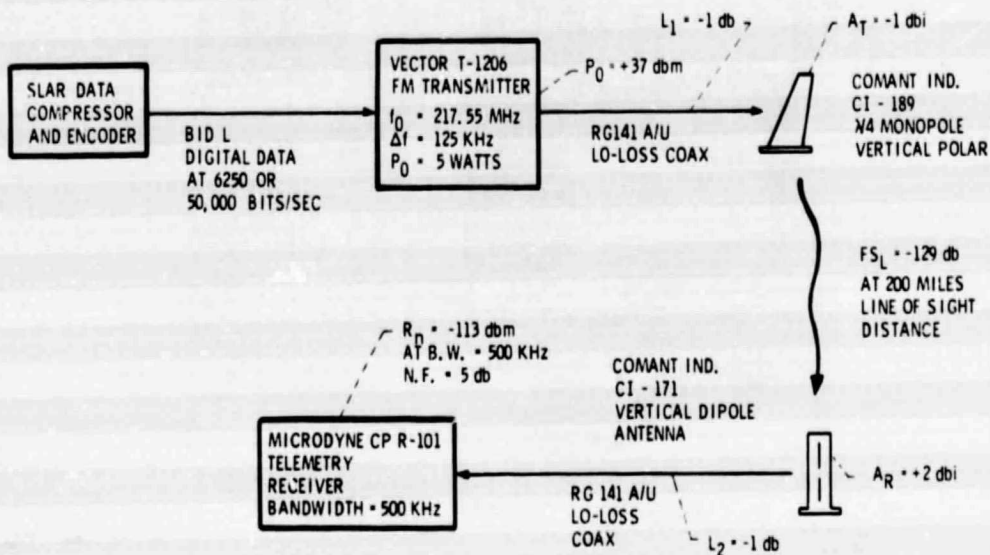 L1 = -1 db
AT = -1 dbi
SLAR DATA
COMPRESSOR
AND ENCODER
BID L
DIGITAL DATA
AT 6250 OR
50,000 BITS/SEC
VECTOR T-1206
FM TRANSMITTER
f0 = 217.55 MHz
Δf = 125 KHz
P0 = 5 WATTS
P0 = +37 dbm
RG141 A/U
LO-LOSS COAX
COMANT IND.
CI - 189
λ/4 MONOPOLE
VERTICAL POLAR
FSL = -129 db
AT 200 MILES
LINE OF SIGHT
DISTANCE
Rn = -113 dbm
AT B.W. = 500 KHz
N.F. = 5 db
COMANT IND.
CI - 171
VERTICAL DIPOLE
ANTENNA
MICRODYNE CP R-101
TELEMETRY
RECEIVER
BANDWIDTH = 500 KHz
RG 141 A/U
LO-LOSS
COAX
L2 = -1 db
AR = +2 dbi